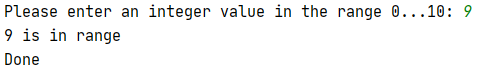 Please enter an integer value in the range 0...10: 9
9 is in range
Done